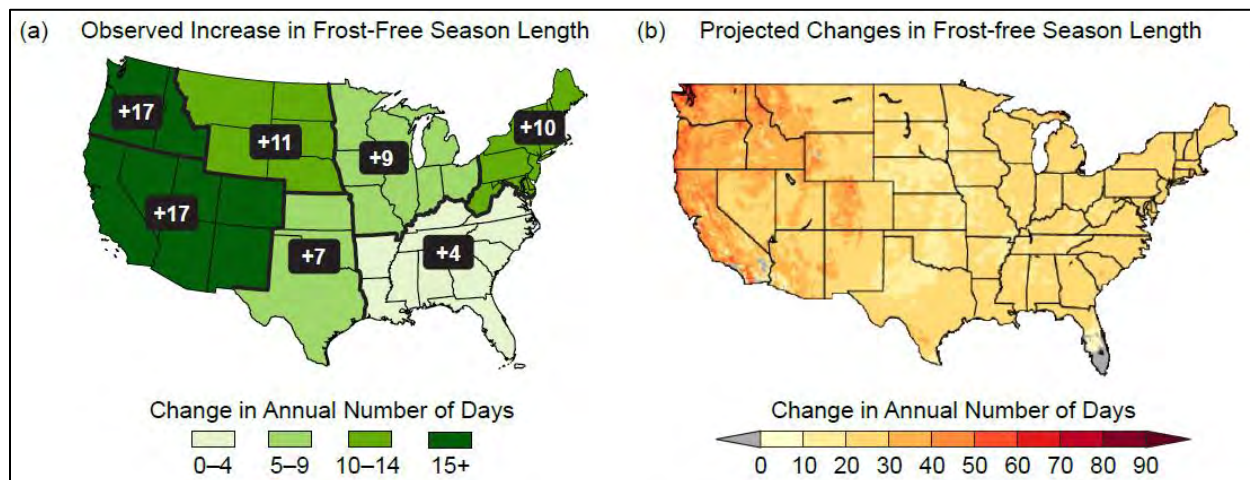 (a) Observed Increase in Frost-Free Season Length
(b) Projected Changes in Frost-free Season Length
+17
+11
+10
+9
+17
+7
+4
Change in Annual Number of Days
0–4 5–9 10–14 15+
Change in Annual Number of Days
0 10 20 30 40 50 60 70 80 90